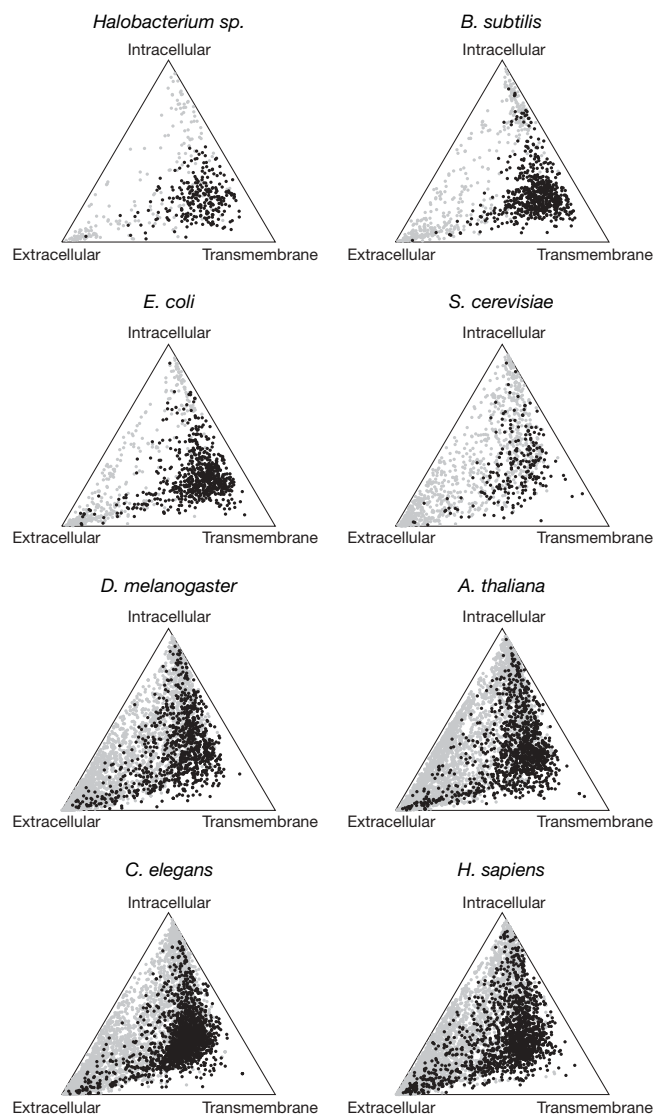 Halobacterium sp.
Intracellular
Extracellular Transmembrane
B. subtilis
Intracellular
Extracellular Transmembrane
E. coli
Intracellular
Extracellular Transmembrane
S. cerevisiae
Intracellular
Extracellular Transmembrane
D. melanogaster
Intracellular
Extracellular Transmembrane
A. thaliana
Intracellular
Extracellular Transmembrane
C. elegans
Intracellular
Extracellular Transmembrane
H. sapiens
Intracellular
Extracellular Transmembrane